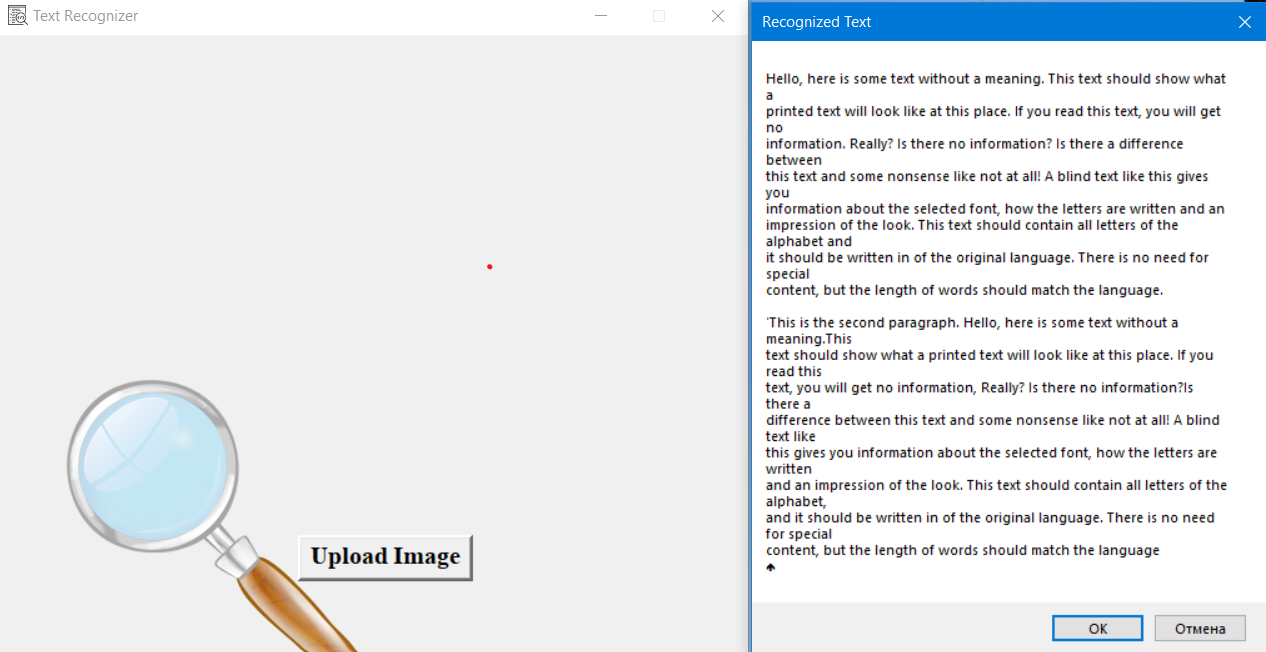 Text Recognizer
Upload Image
Recognized Text
Hello, here is some text without a meaning. This text should show what
a
printed text will look like at this place. If you read this text, you will get
no
information. Really? Is there no information? Is there a difference
between
this text and some nonsense like not at all! A blind text like this gives
you
information about the selected font, how the letters are written and an
impression of the look. This text should contain all letters of the
alphabet and
it should be written in of the original language. There is no need for
special
content, but the length of words should match the language.
'This is the second paragraph. Hello, here is some text without a
meaning.This
text should show what a printed text will look like at this place. If you
read this
text, you will get no information, Really? Is there no information?Is
there a
difference between this text and some nonsense like not at all! A blind
text like
this gives you information about the selected font, how the letters are
written
and an impression of the look. This text should contain all letters of the
alphabet,
and it should be written in of the original language. There is no need
for special
content, but the length of words should match the language
OK
Отмена